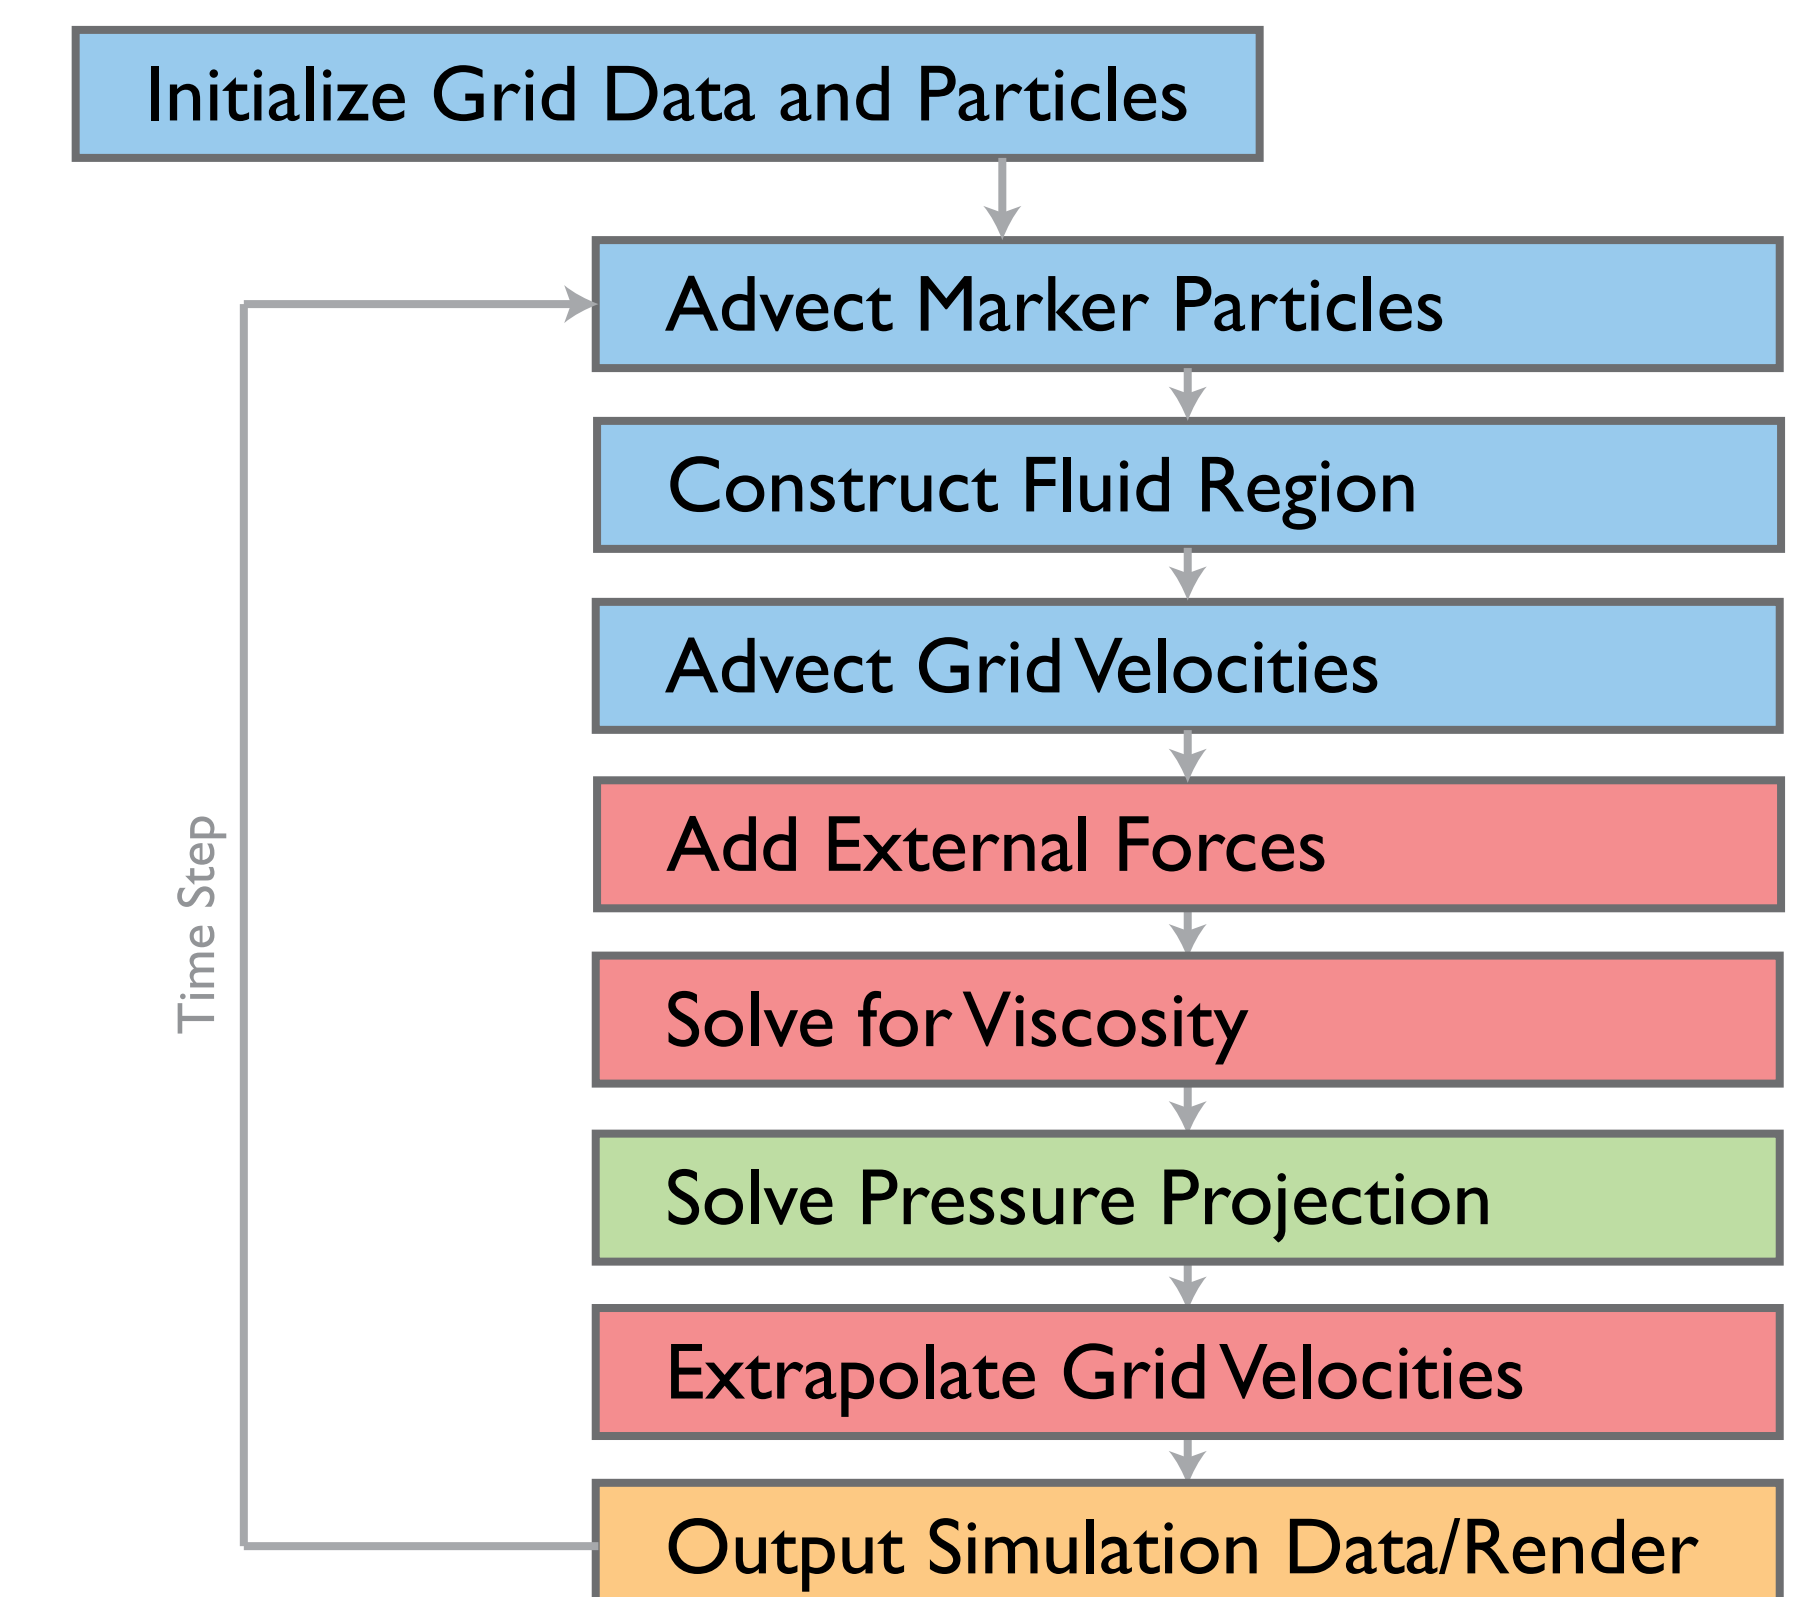 Initialize Grid Data and Particles
Advect Marker Particles
Construct Fluid Region
Advect Grid Velocities
Add External Forces
Time Step
Solve for Viscosity
Solve Pressure Projection
Extrapolate Grid Velocities
Output Simulation Data/Render